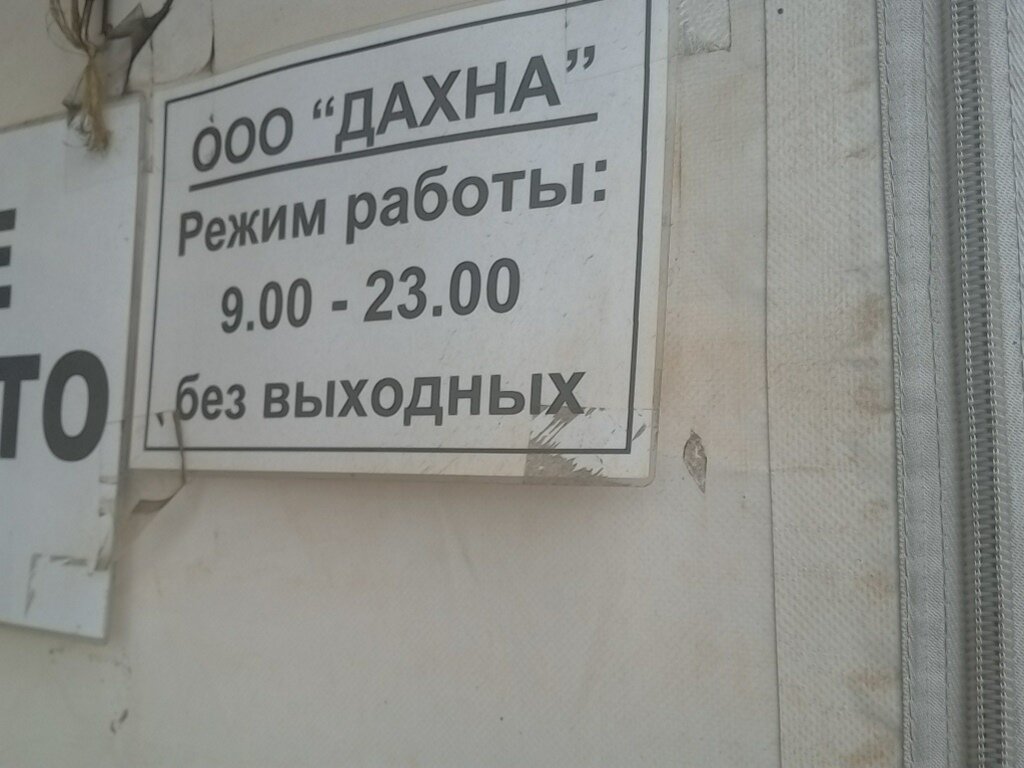 ООО “ДАХНА”
Режим работы:
9.00 - 23.00
без выходных